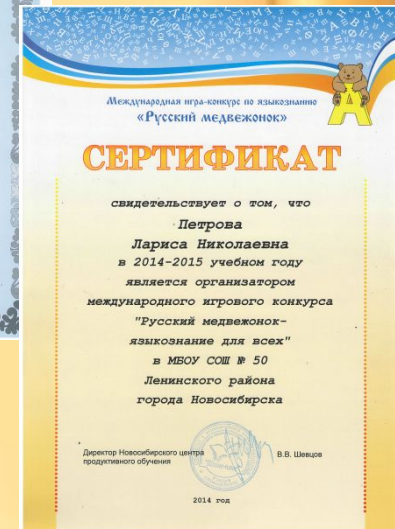 Международная игра-конкурс по языкознанию
«Русский медвежонок»
А
СЕРТИФИКАТ
свидетельствует о том, что
Петрова
Лариса Николаевна
в 2014-2015 учебном году
является организатором
международного игрового конкурса
"Русский медвежонок-
языкознание для всех"
в МБОУ СОШ № 50
Ленинского района
города Новосибирска
Директор Новосибирского центра
продуктивного обучения
В.В. Шевцов
2014 год